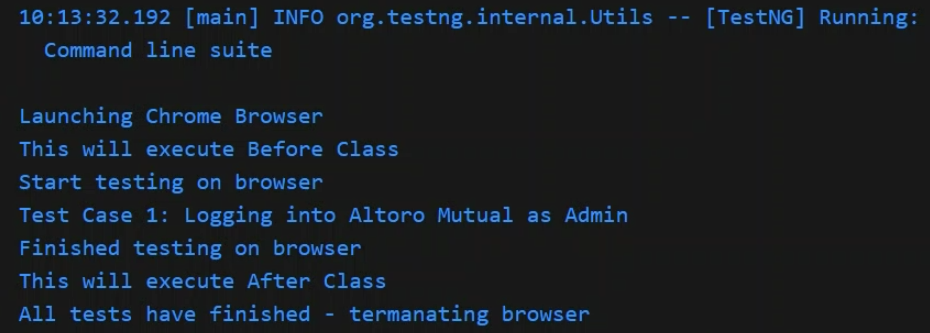 10:13:32.192 [main] INFO org.testng.internal.Utils -- [TestNG] Running:
Command line suite
Launching Chrome Browser
This will execute Before Class
Start testing on browser
Test Case 1: Logging into Altoro Mutual as Admin
Finished testing on browser
This will execute After Class
All tests have finished - termanating browser